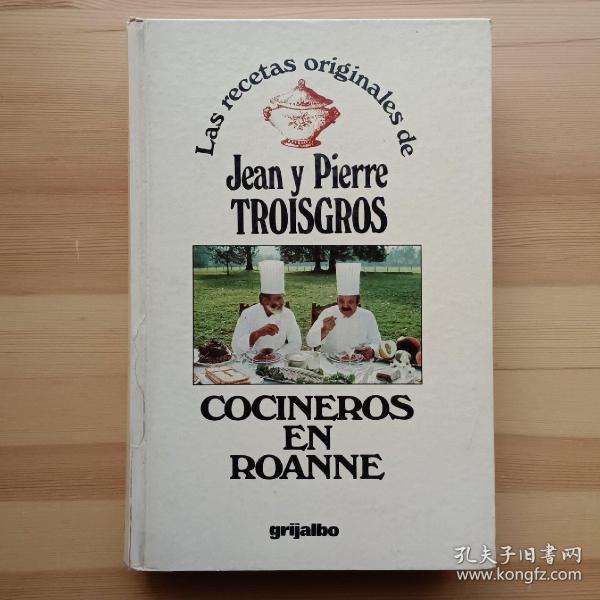 Las recetas originales de
Jean y Pierre
TROISGROS
COCINEROS
EN
ROANNE
grijalbo
孔夫子旧書网
www.kongfz.com